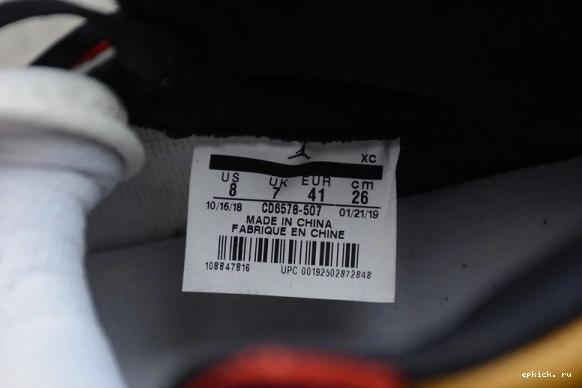 XC
US UK EUR cm
8 7 41 26
10/16/18 CD6578-507 01/21/19
MADE IN CHINA
FABRIQUE EN CHINE
108847816 UPC 00192502872848
epkick. ru